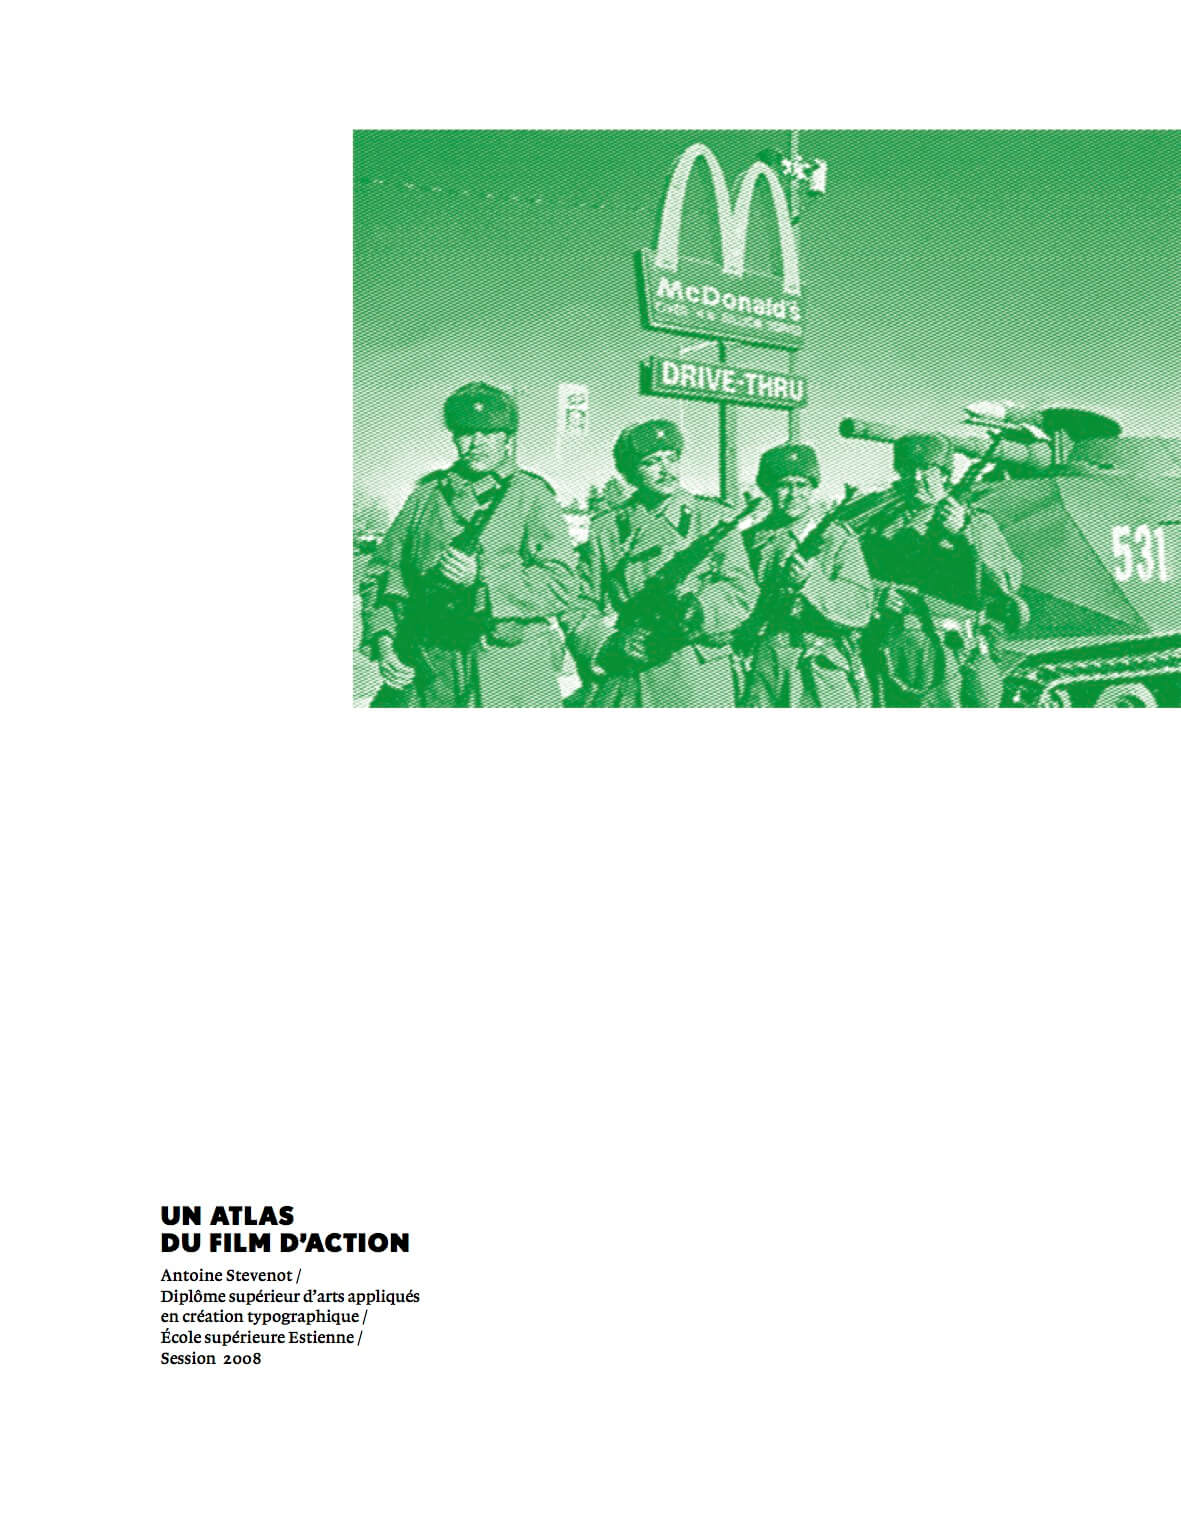 McDonald's
DRIVE-THRU
531
UN ATLAS
DU FILM D'ACTION
Antoine Stevenot /
Diplôme supérieur d'arts appliqués
en création typographique /
École supérieure Estienne /
Session 2008